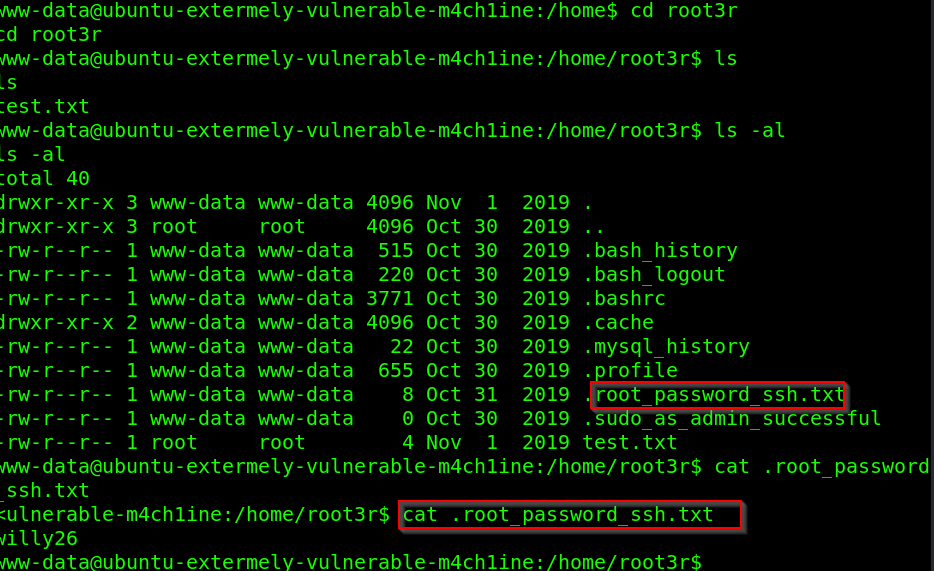 www-data@ubuntu-extermely-vulnerable-m4ch1ine:/home$ cd root3r
cd root3r
www-data@ubuntu-extermely-vulnerable-m4ch1ine:/home/root3r$ ls
ls
test.txt
www-data@ubuntu-extermely-vulnerable-m4ch1ine:/home/root3r$ ls -al
ls -al
total 40
drwxr-xr-x 3 www-data www-data 4096 Nov  1  2019 .
drwxr-xr-x 3 root     root     4096 Oct 30  2019 ..
-rw-r--r-- 1 www-data www-data  515 Oct 30  2019 .bash_history
-rw-r--r-- 1 www-data www-data  220 Oct 30  2019 .bash_logout
-rw-r--r-- 1 www-data www-data 3771 Oct 30  2019 .bashrc
drwxr-xr-x 2 www-data www-data 4096 Oct 30  2019 .cache
-rw-r--r-- 1 www-data www-data   22 Oct 30  2019 .mysql_history
-rw-r--r-- 1 www-data www-data  655 Oct 30  2019 .profile
-rw-r--r-- 1 www-data www-data    8 Oct 31  2019 .root_password_ssh.txt
-rw-r--r-- 1 www-data www-data    0 Oct 30  2019 .sudo_as_admin_successful
-rw-r--r-- 1 root     root        4 Nov  1  2019 test.txt
www-data@ubuntu-extermely-vulnerable-m4ch1ine:/home/root3r$ cat .root_password
_ssh.txt
<ulnerable-m4ch1ine:/home/root3r$ cat .root_password_ssh.txt
willy26
www-data@ubuntu-extermely-vulnerable-m4ch1ine:/home/root3r$